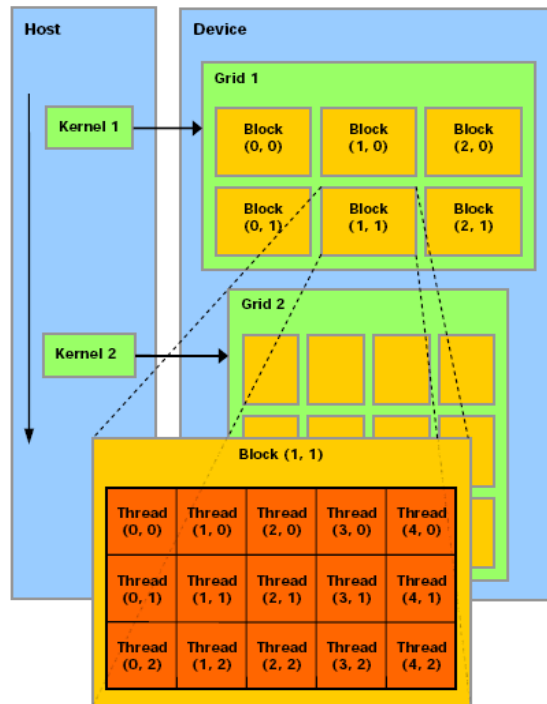 Host
Device
Grid 1
Kernel 1
Block Block Block
(0, 0) (1, 0) (2, 0)
Block Block Block
(0, 1) (1, 1) (2, 1)
Grid 2
Kernel 2
Block (1, 1)
Thread Thread Thread Thread Thread
(0, 0) (1, 0) (2, 0) (3, 0) (4, 0)
Thread Thread Thread Thread Thread
(0, 1) (1, 1) (2, 1) (3, 1) (4, 1)
Thread Thread Thread Thread Thread
(0, 2) (1, 2) (2, 2) (3, 2) (4, 2)